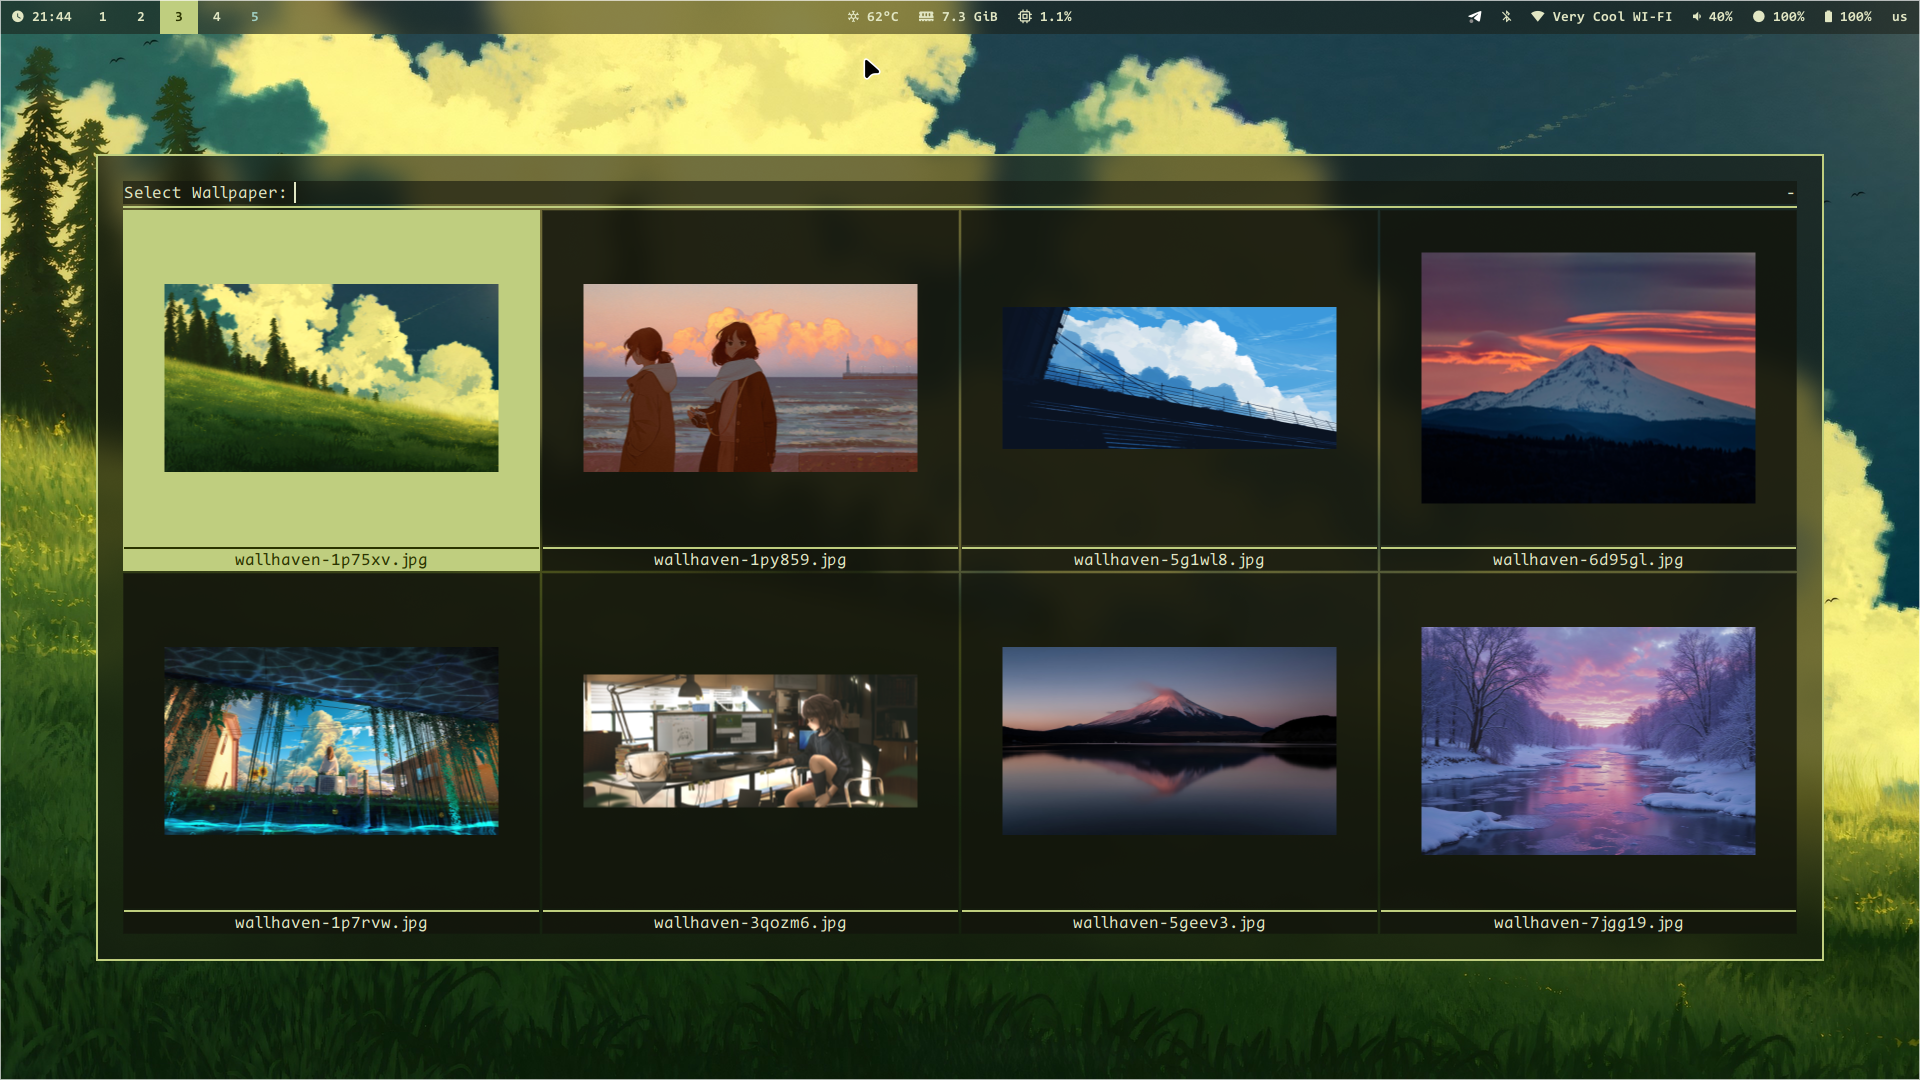 21:44 1 2 3 4 5 62°C 7.3 GiB 1.1% Very Cool WI-FI 40% 100% 100% us
Select Wallpaper: -
wallhaven-1p75xv.jpg wallhaven-1py859.jpg wallhaven-5g1wl8.jpg wallhaven-6d95gl.jpg
wallhaven-1p7rvw.jpg wallhaven-3qozm6.jpg wallhaven-5geev3.jpg wallhaven-7jgg19.jpg